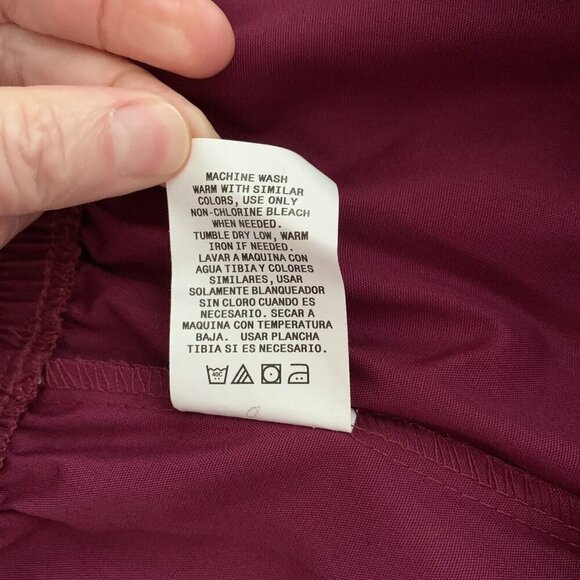 MACHINE WASH
WARM WITH SIMILAR
COLORS, USE ONLY
NON-CHLORINE BLEACH
WHEN NEEDED.
TUMBLE DRY LOW, WARM
IRON IF NEEDED.
LAVAR A MAQUINA CON
AGUA TIBIA Y COLORES
SIMILARES, USAR
SOLAMENTE BLANQUEADOR
SIN CLORO CUANDO ES
NECESARIO. SECAR A
MAQUINA CON TEMPERATURA
BAJA. USAR PLANCHA
TIBIA SI ES NECESARIO.
40C